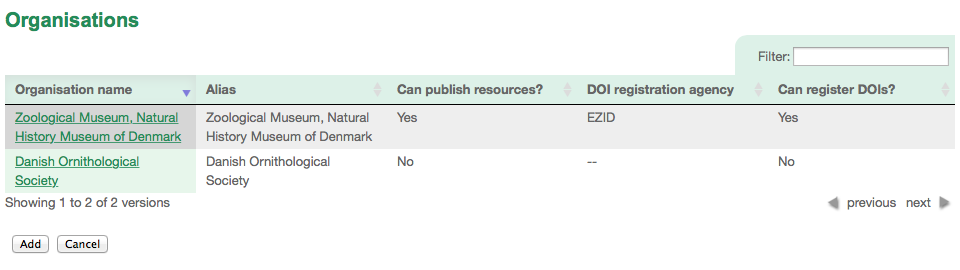 Organisations
Filter:
Organisation name Alias Can publish resources? DOI registration agency Can register DOIs?
Zoological Museum, Natural Zoological Museum, Natural Yes EZID Yes
History Museum of Denmark History Museum of Denmark
Danish Ornithological Danish Ornithological No -- No
Society Society
Showing 1 to 2 of 2 versions previous next
Add Cancel